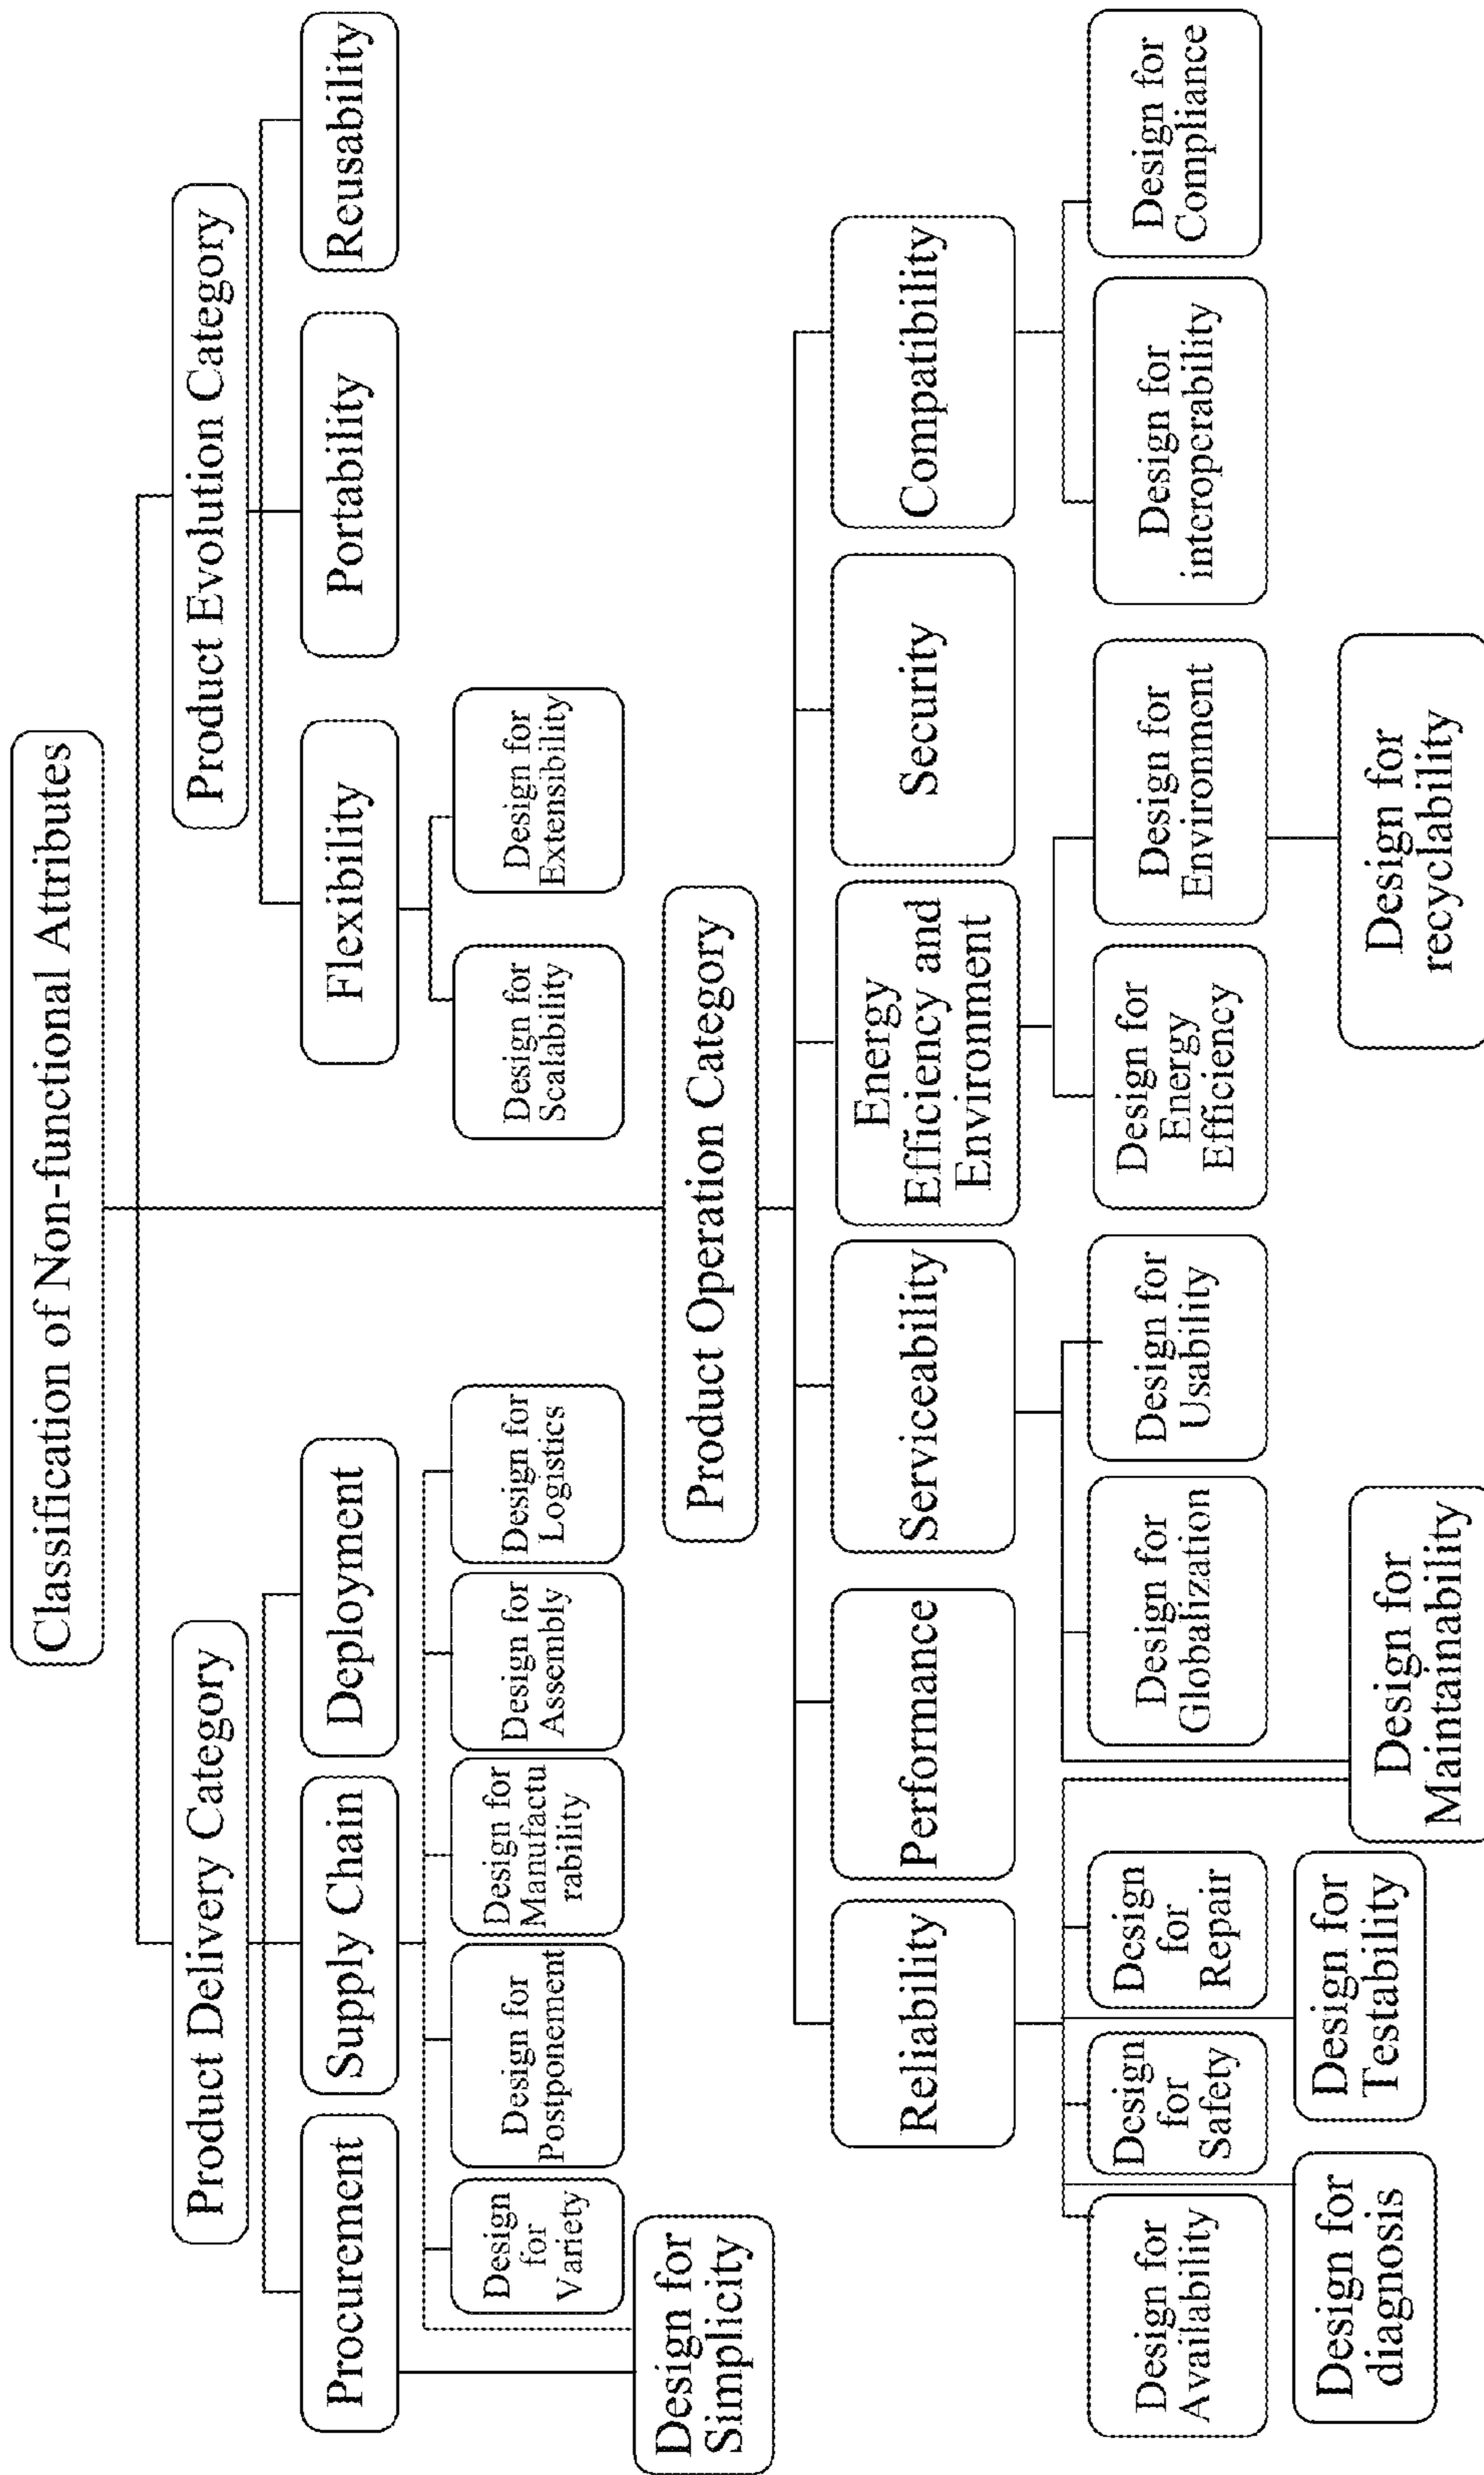 Classification of Non-functional Attributes
Product Delivery Category
Product Evolution Category
Procurement
Supply Chain
Deployment
Flexibility
Portability
Reusability
Design
for
Variety
Design for
Postponement
Design for
Manufactu
rability
Design for
Assembly
Design for
Logistics
Design for
Scalability
Design for
Extensibility
Design for
Simplicity
Product Operation Category
Reliability
Performance
Serviceability
Energy
Efficiency and
Environment
Security
Compatibility
Design for
Availability
Design
for
Safety
Design
for
Repair
Design for
Globalization
Design for
Usability
Design for
Energy
Efficiency
Design for
Environment
Design for
interoperability
Design for
Compliance
Design for
diagnosis
Design for
Testability
Design for
Maintainability
Design for
recyclability